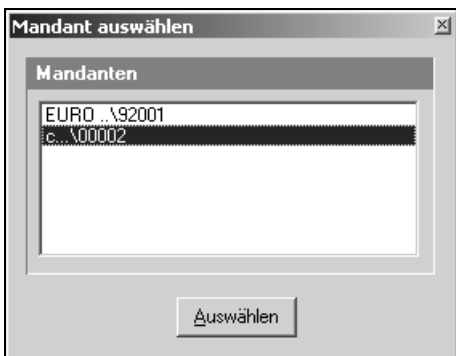 Mandant auswählen
Mandanten
EURO ..\92001
c...\00002
Auswählen